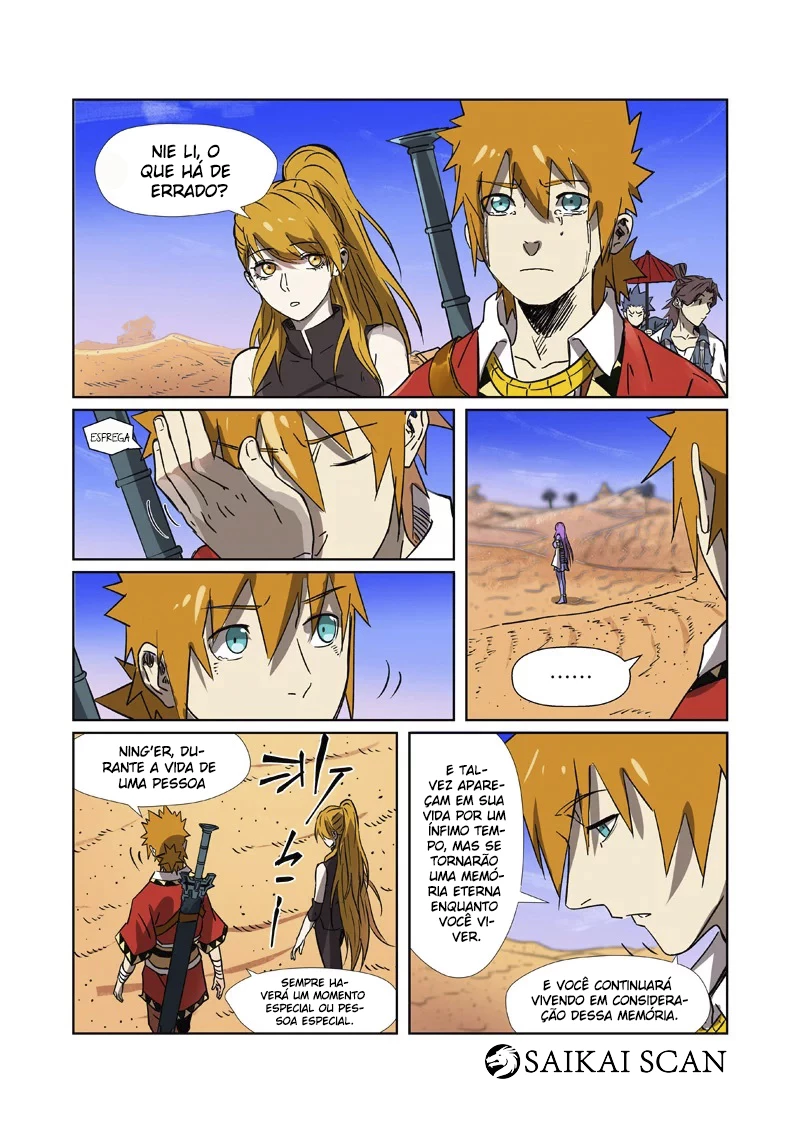 NIE LI, O
QUE HÁ DE
ERRADO?
ESFREGA
......
NING'ER, DU-
RANTE A VIDA DE
UMA PESSOA
SEMPRE HA-
VERÁ UM MOMENTO
ESPECIAL OU PES-
SOA ESPECIAL.
E TAL-
VEZ APARE-
ÇAM EM SUA
VIDA POR UM
ÍNFIMO TEM-
PO, MAS SE
TORNARÃO
UMA MEMÓ-
RIA ETERNA
ENQUANTO
VOCÊ VI-
VER.
E VOCÊ CONTINUARÁ
VIVENDO EM CONSIDERA-
ÇÃO DESSA MEMÓRIA.
SAIKAI SCAN